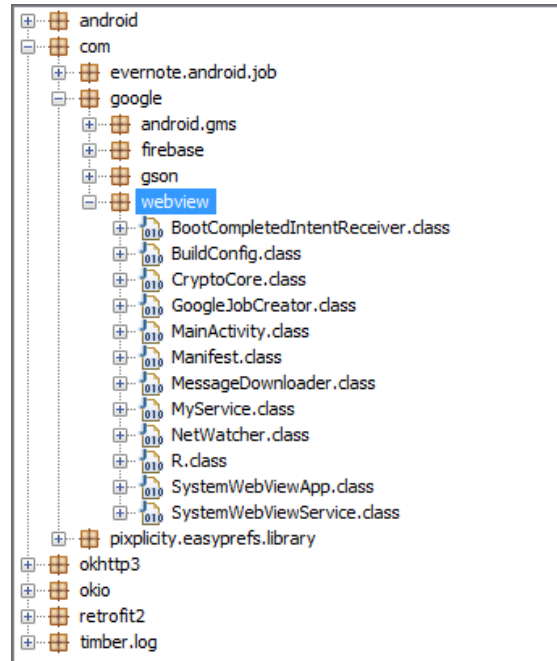 android
com
evernote.android.job
google
android.gms
firebase
gson
webview
BootCompletedIntentReceiver.class
BuildConfig.class
CryptoCore.class
GoogleJobCreator.class
MainActivity.class
Manifest.class
MessageDownloader.class
MyService.class
NetWatcher.class
R.class
SystemWebViewApp.class
SystemWebViewService.class
pixplicity.easyprefs.library
okhttp3
okio
retrofit2
timber.log